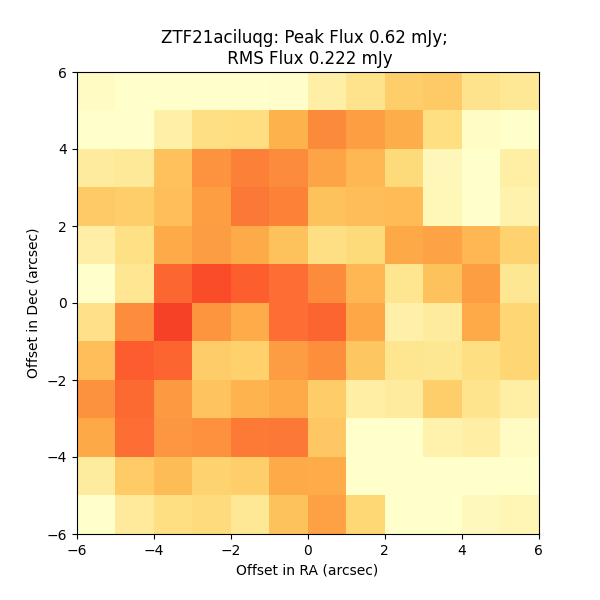 ZTF21aciluqg: Peak Flux 0.62 mJy;
RMS Flux 0.222 mJy
6
4
2
0
−2
−4
−6
Offset in Dec (arcsec)
−6 −4 −2 0 2 4 6
Offset in RA (arcsec)